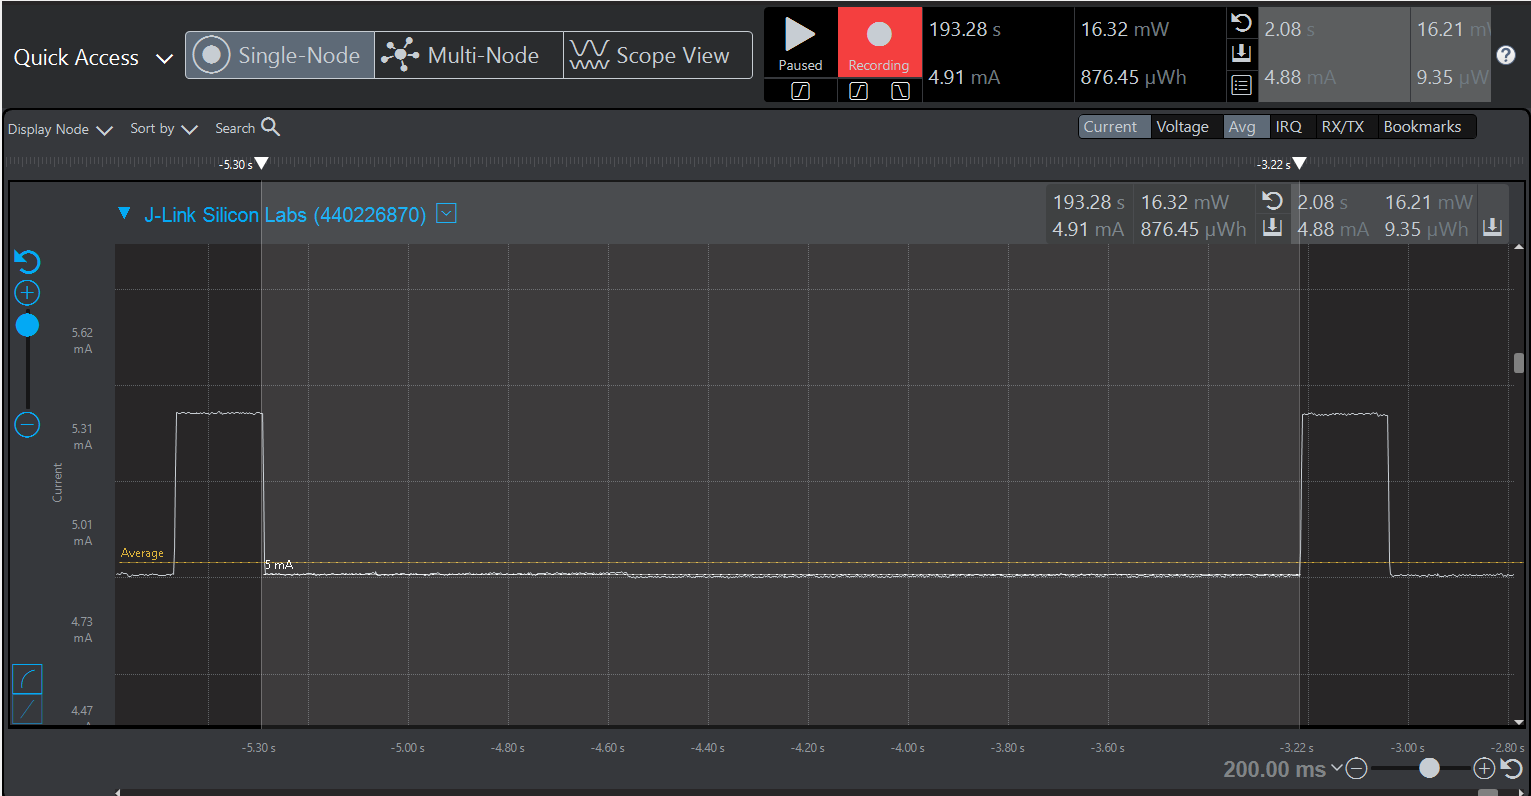 Quick Access
Single-Node
Multi-Node
Scope View
Paused
Recording
193.28 s
16.32 mW
4.91 mA
876.45 µWh
2.08 s
16.21 mW
4.88 mA
9.35 µW
?
Display Node
Sort by
Search
Current
Voltage
Avg
IRQ
RX/TX
Bookmarks
-5.30 s
-3.22 s
J-Link Silicon Labs (440226870)
193.28 s
16.32 mW
4.91 mA
876.45 µWh
2.08 s
16.21 mW
4.88 mA
9.35 µWh
5.62
mA
5.31
mA
Current
5.01
mA
Average
5 mA
4.73
mA
4.47
-5.30 s
-5.00 s
-4.80 s
-4.60 s
-4.40 s
-4.20 s
-4.00 s
-3.80 s
-3.60 s
-3.22 s
-3.00 s
-2.80 s
200.00 ms